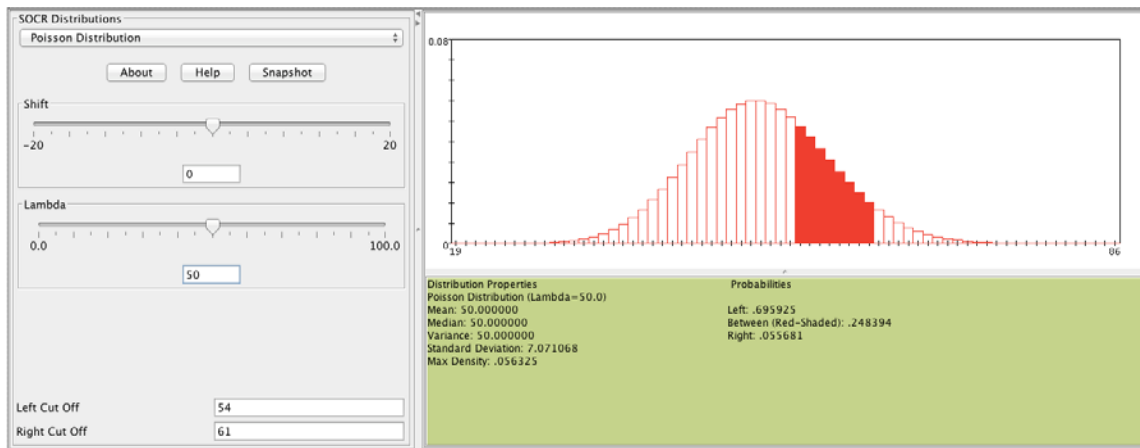 SOCR Distributions
Poisson Distribution
About Help Snapshot
Shift
-20 20
0
Lambda
0.0 100.0
50
Left Cut Off 54
Right Cut Off 61
0.08
0
19 06
Distribution Properties
Poisson Distribution (Lambda=50.0)
Mean: 50.000000
Median: 50.000000
Variance: 50.000000
Standard Deviation: 7.071068
Max Density: .056325
Probabilities
Left: .695925
Between (Red-Shaded): .248394
Right: .055681